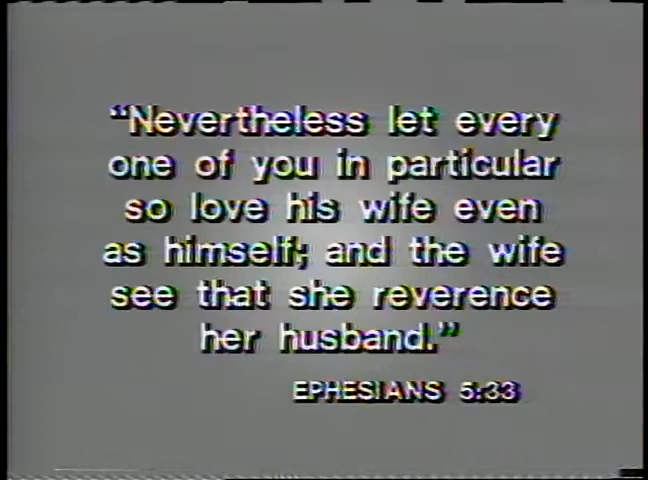 “Nevertheless let every
one of you in particular
so love his wife even
as himself; and the wife
see that she reverence
her husband.”
EPHESIANS 5:33